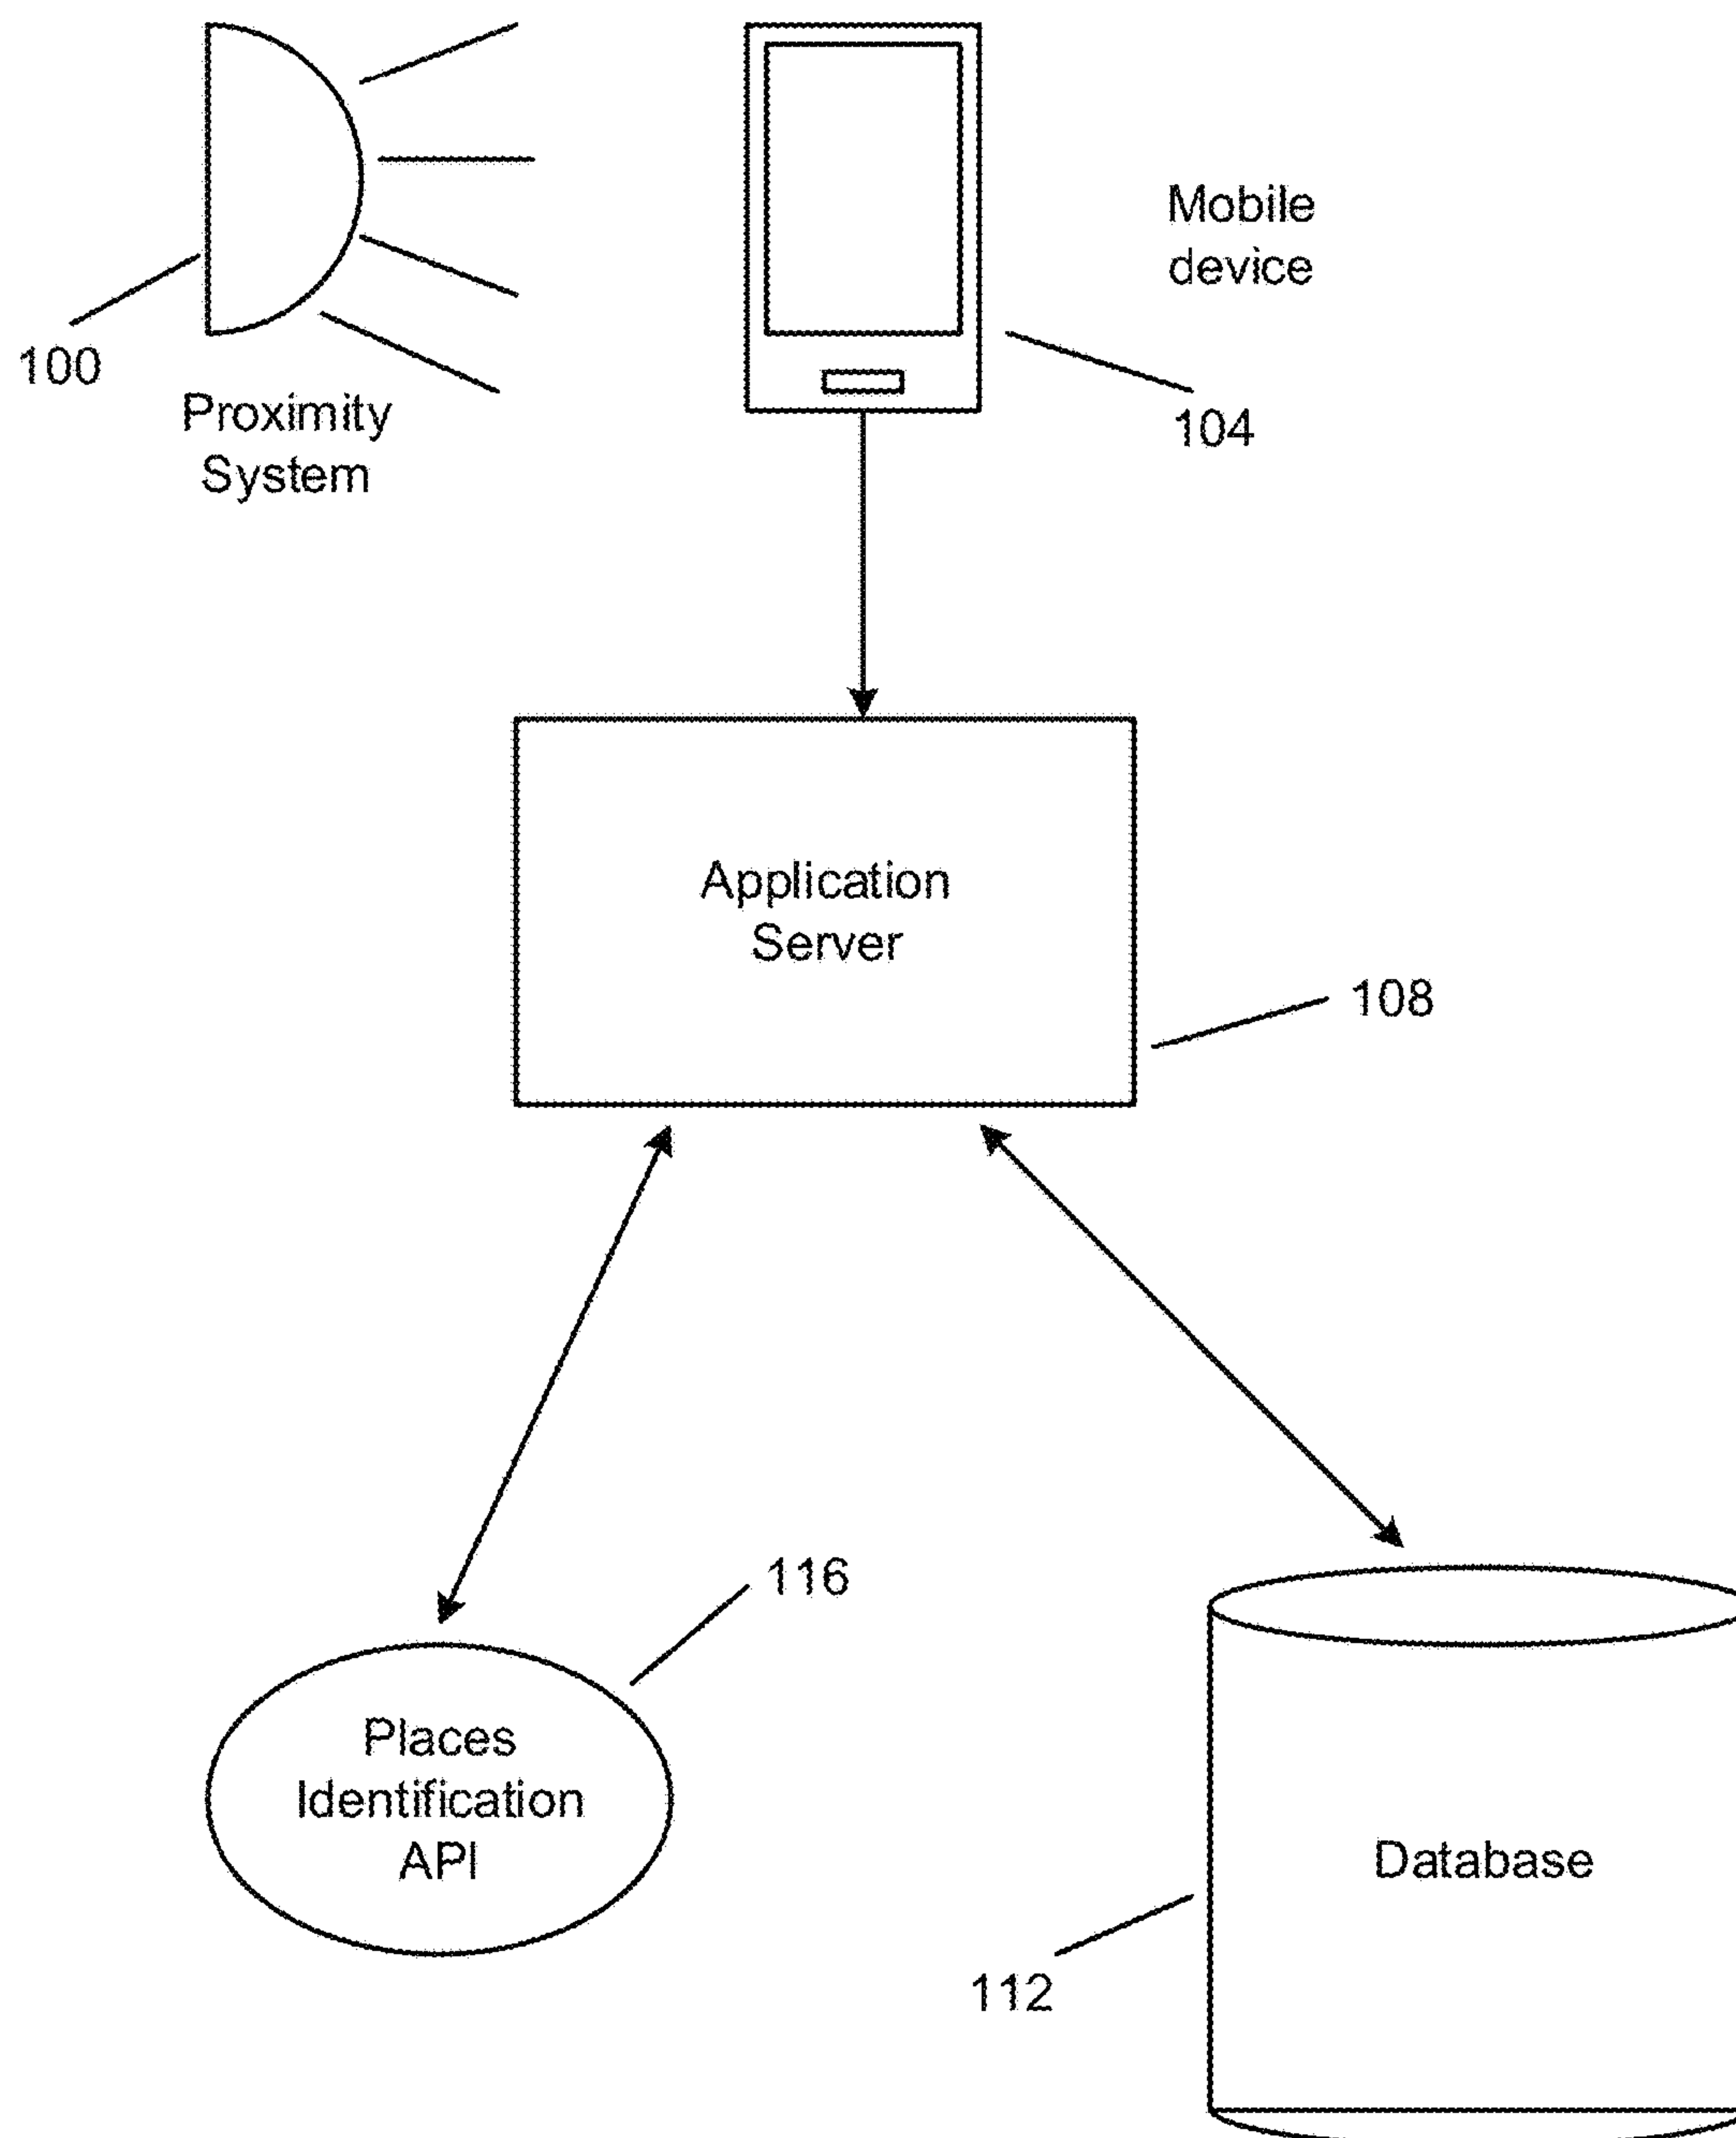 Mobile
device
100
Proximity
System
104
Application
Server
108
116
Places
Identification
API
Database
112